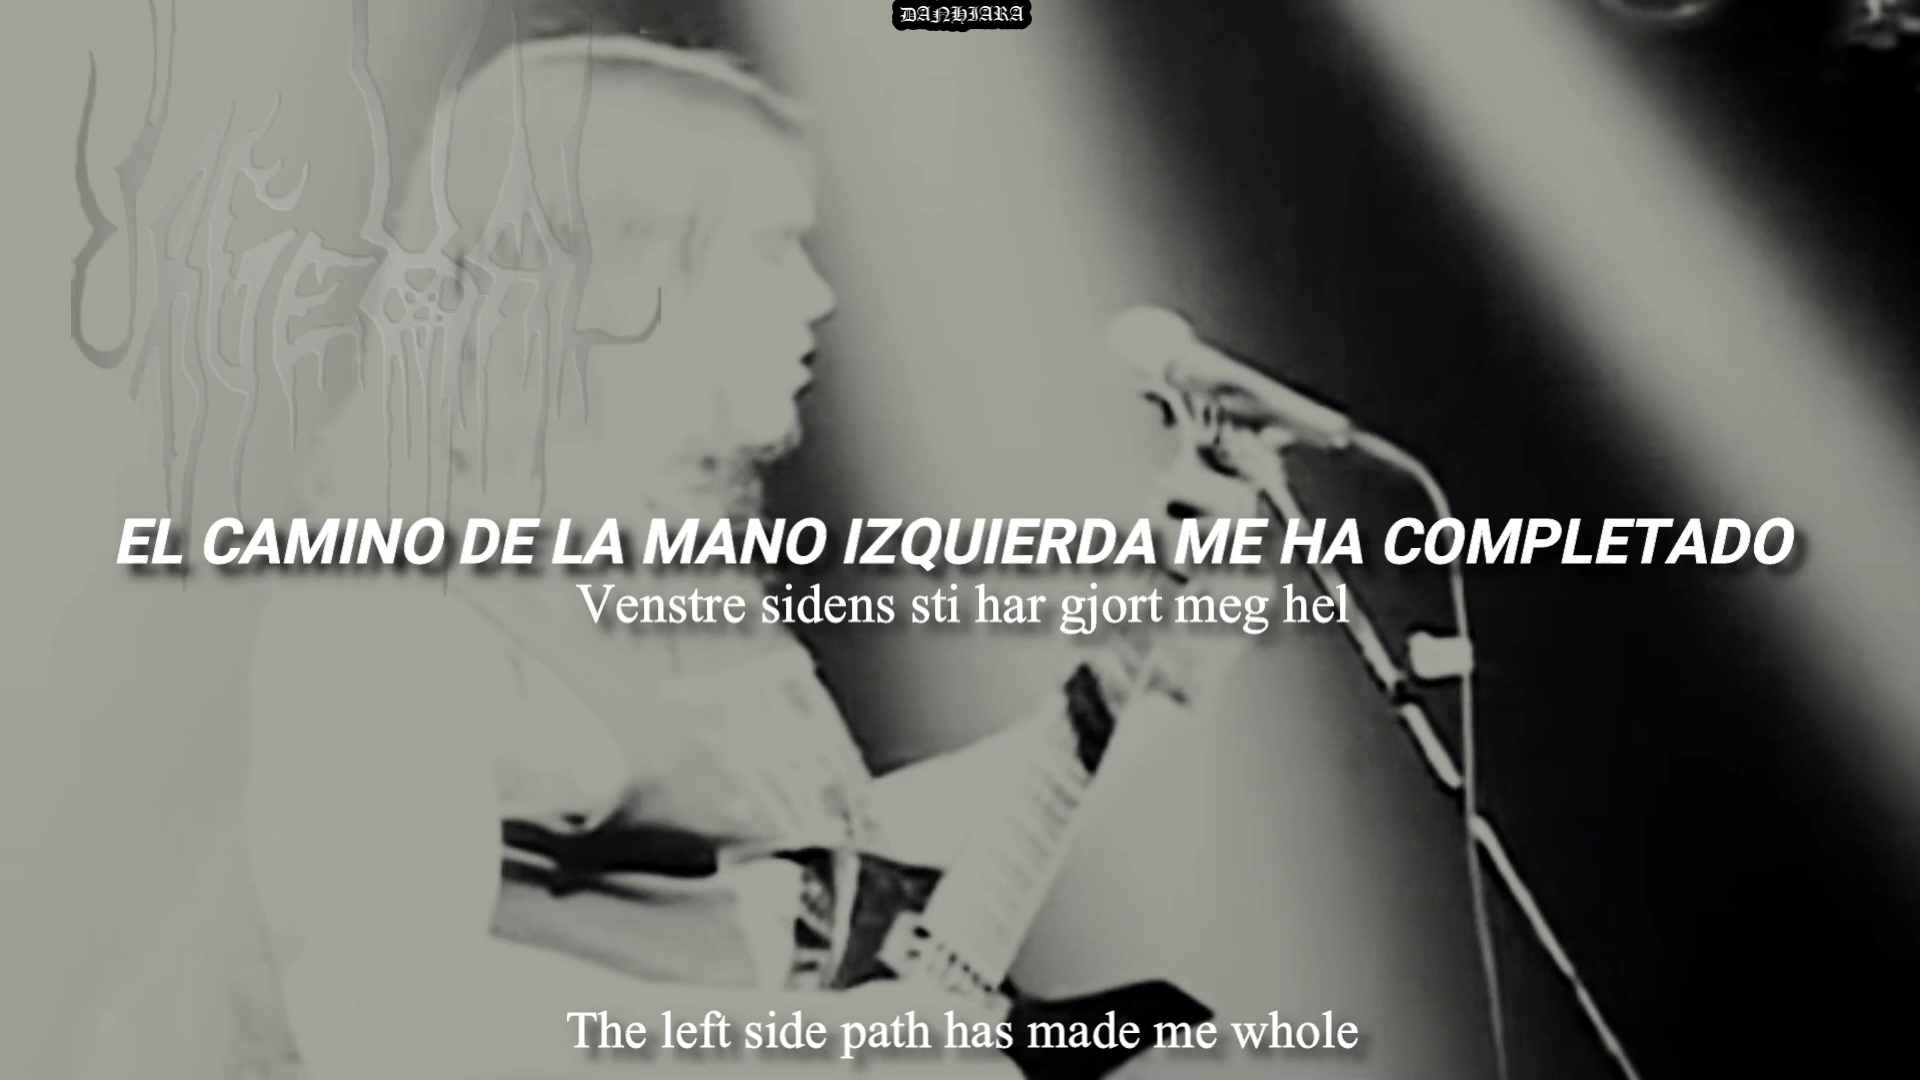 DANHIARA
EL CAMINO DE LA MANO IZQUIERDA ME HA COMPLETADO
Venstre sidens sti har gjort meg hel
The left side path has made me whole